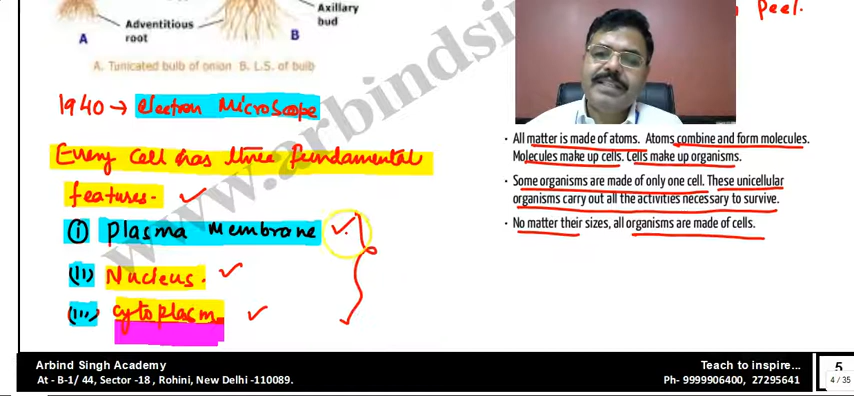 Peel.
Adventitious
root
Axillary
bud
A
B
A. Tunicated bulb of onion B. L.S. of bulb
1940 → Electron Microscope
Every cell has three fundamental
features.
(i) Plasma Membrane
(ii) Nucleus.
(iii) Cytoplasm.
www.arbindsin
• All matter is made of atoms. Atoms combine and form molecules.
Molecules make up cells. Cells make up organisms.
• Some organisms are made of only one cell. These unicellular
organisms carry out all the activities necessary to survive.
• No matter their sizes, all organisms are made of cells.
Arbind Singh Academy
At - B-1/ 44, Sector -18 , Rohini, New Delhi -110089.
Teach to inspire...
Ph- 9999906400, 27295641
5
4 / 35